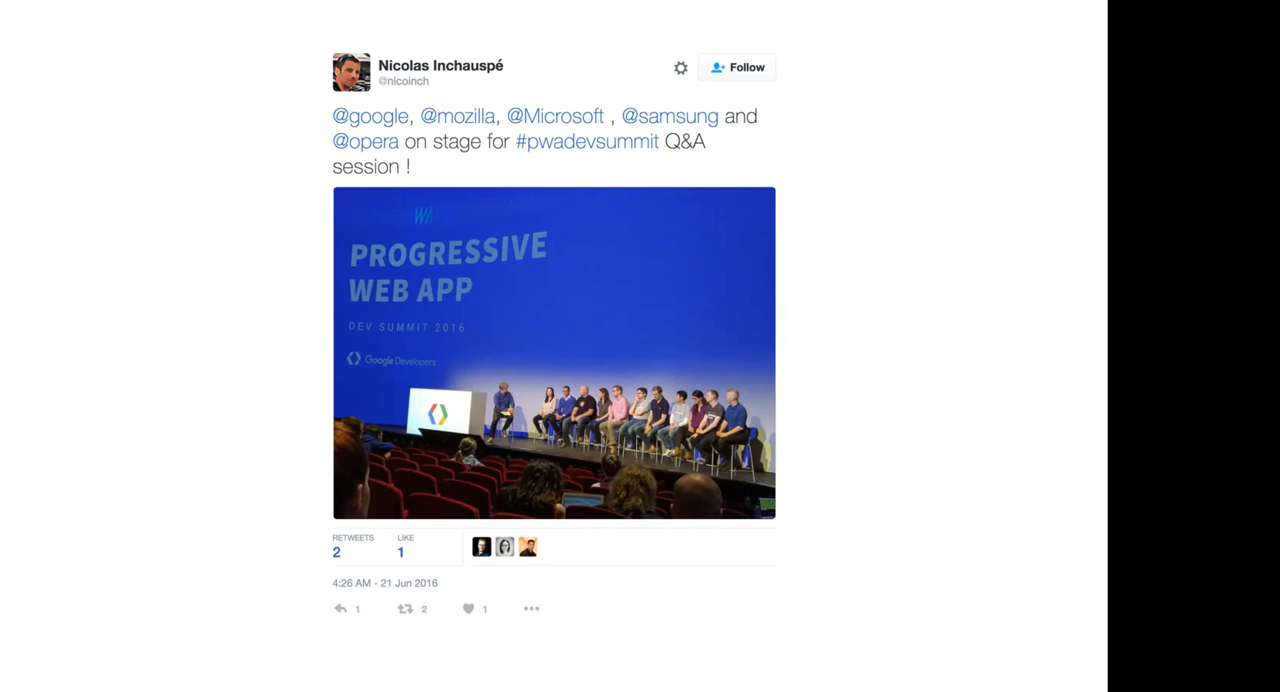 Nicolas Inchauspé
@nicoinch
Follow
@google, @mozilla, @Microsoft , @samsung and
@opera on stage for #pwadevsummit Q&A
session !
PROGRESSIVE
WEB APP
DEV SUMMIT 2016
Google Developers
RETWEETS
2
LIKE
1
4:26 AM - 21 Jun 2016
1
2
1